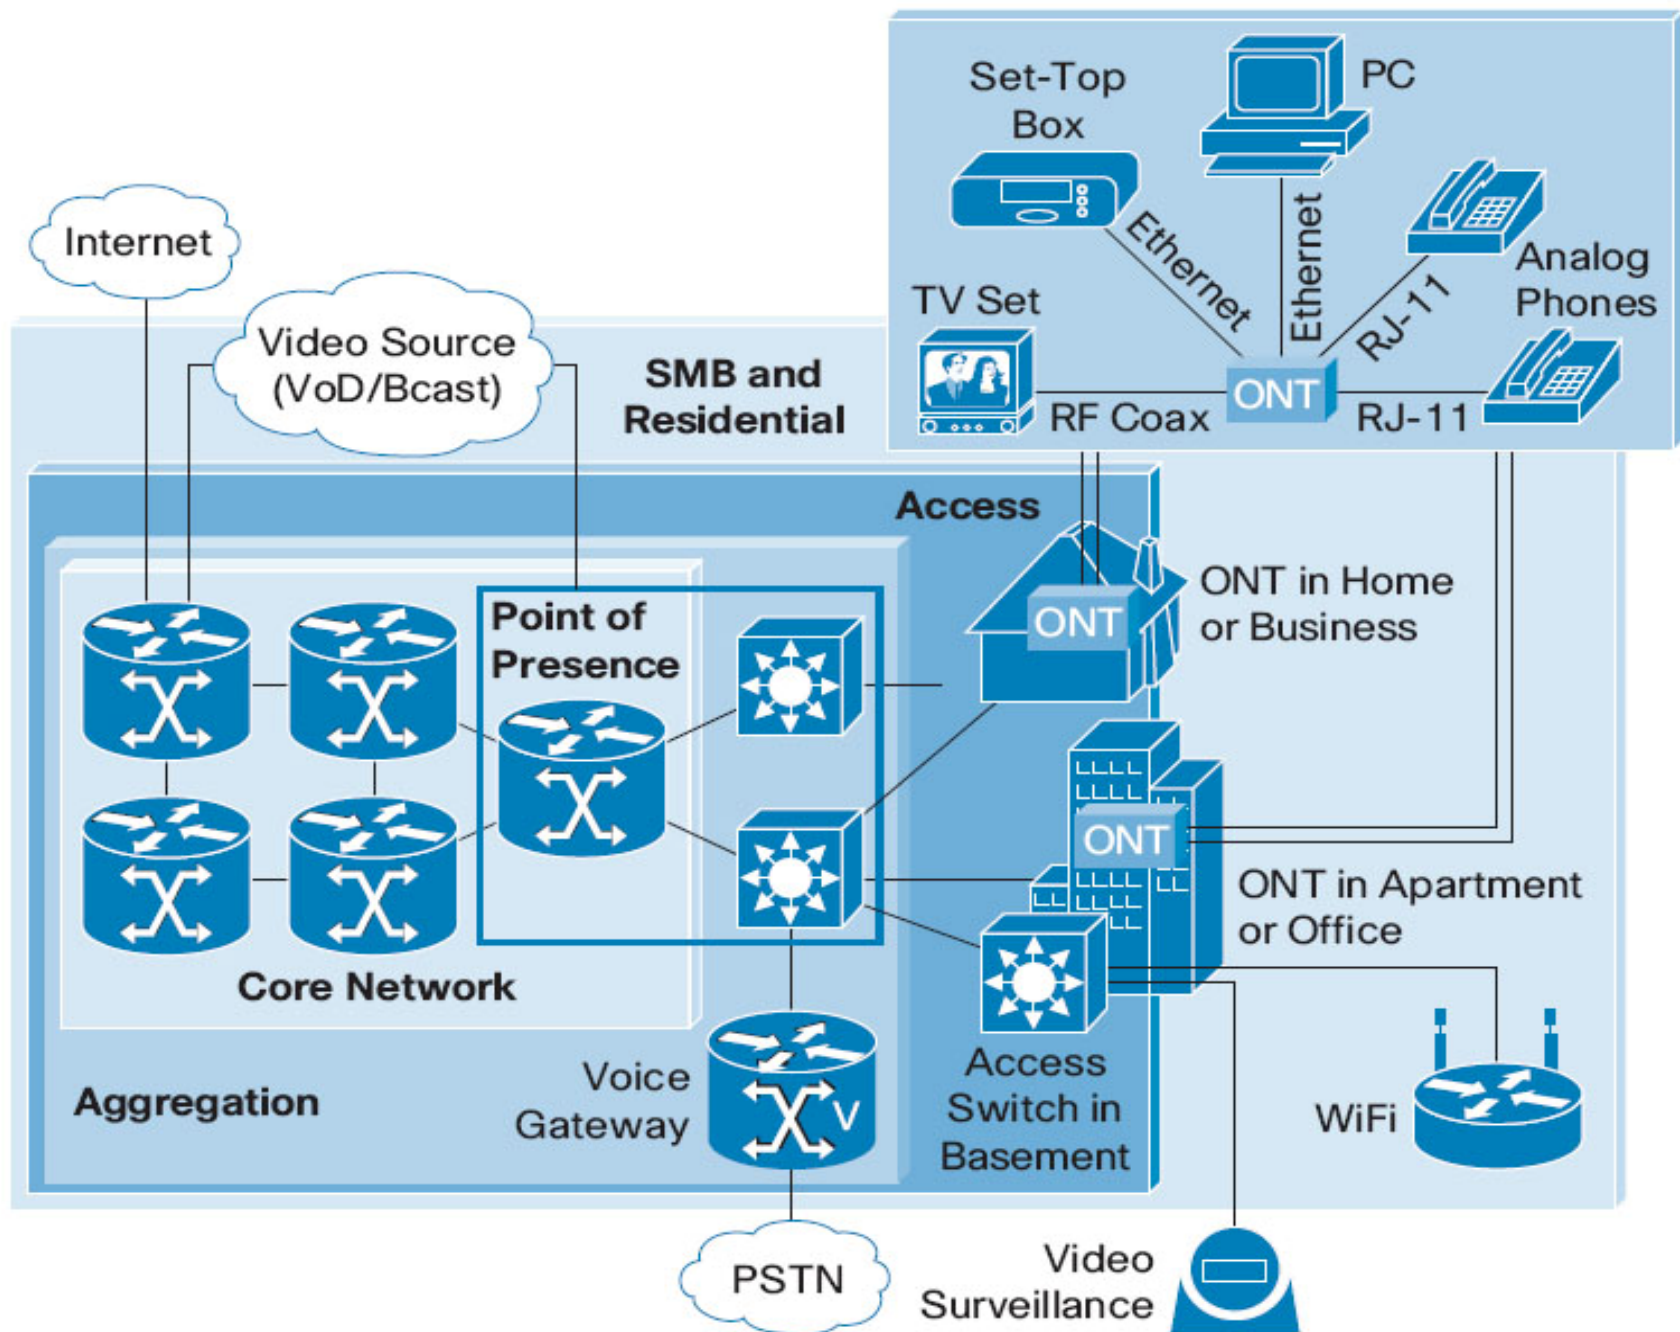 Set-Top
Box
PC
Ethernet
Ethernet
RJ-11
Analog
Phones
TV Set
ONT
RF Coax
RJ-11
Internet
Video Source
(VoD/Bcast)
SMB and
Residential
Access
Point of
Presence
ONT
ONT in Home
or Business
ONT
ONT in Apartment
or Office
Core Network
Aggregation
Voice
Gateway
V
Access
Switch in
Basement
WiFi
PSTN
Video
Surveillance